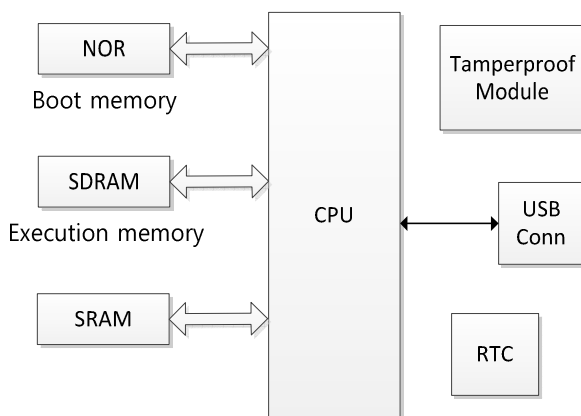 NOR
Boot memory
SDRAM
Execution memory
SRAM
CPU
Tamperproof
Module
USB
Conn
RTC